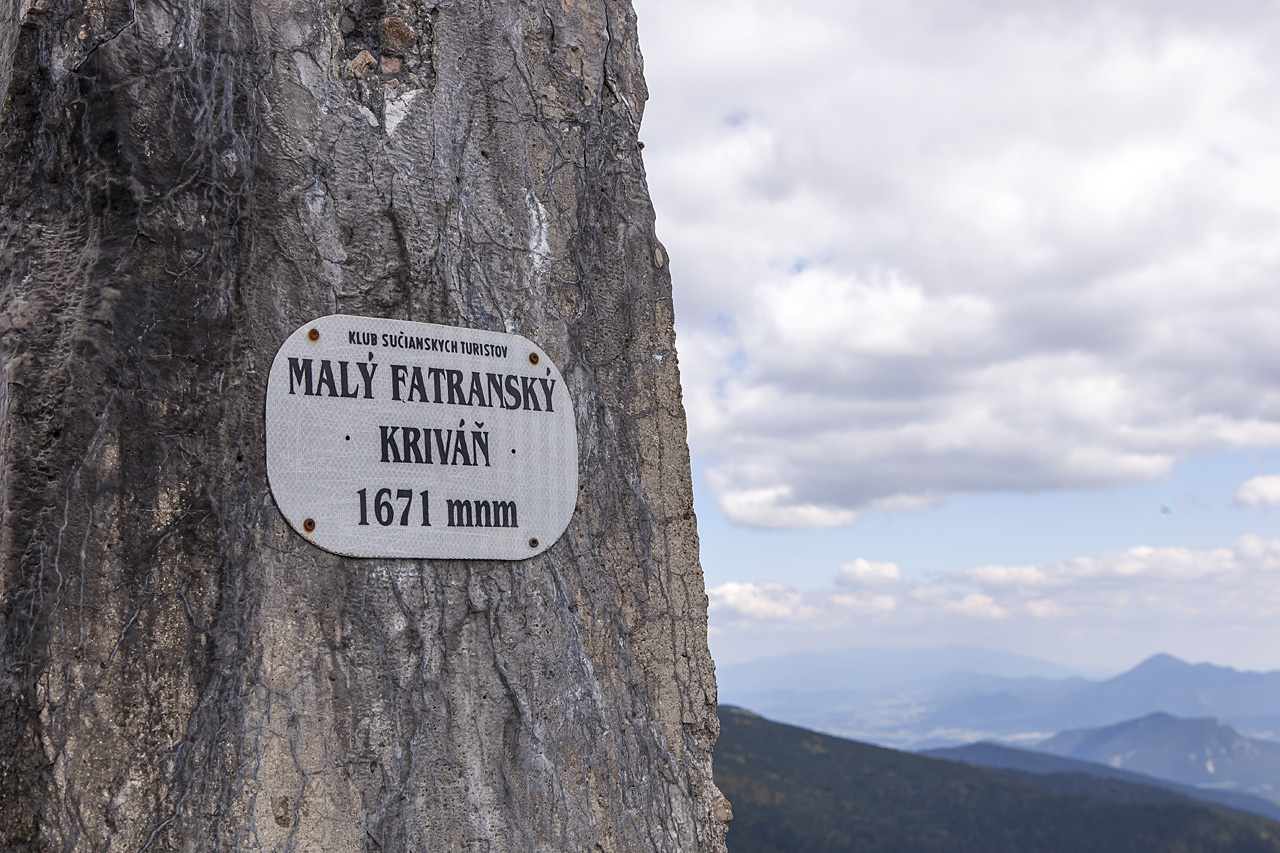 KLUB SUČIANSKYCH TURISTOV
MALÝ FATRANSKÝ
KRIVÁŇ
1671 mnm